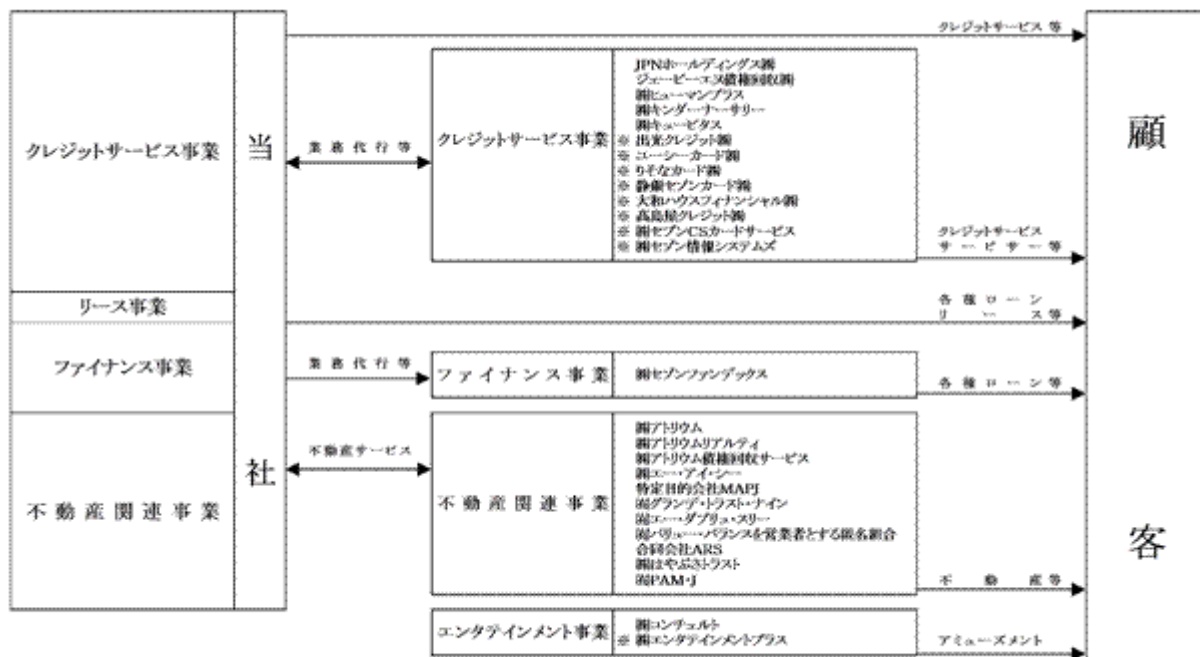 クレジットサービス事業
リース事業
ファイナンス事業
不動産関連事業
当社
クレジットサービス等
業務代行等
クレジットサービス事業
JPNホールディングス㈱
ジェーピーエヌ債権回収㈱
㈱ヒューマンプラス
㈱キンダーナーサリー
㈱キュービタス
※ 出光クレジット㈱
※ ユーシーカード㈱
※ りそなカード㈱
※ 静銀セゾンカード㈱
※ 大和ハウスフィナンシャル㈱
※ 高島屋クレジット㈱
※ ㈱セブンCSカードサービス
※ ㈱セゾン情報システムズ
クレジットサービス
サービサー等
各種ローン
リース等
業務代行等
ファイナンス事業
㈱セゾンファンデックス
各種ローン等
不動産サービス
不動産関連事業
㈱アトリウム
㈱アトリウムリアルティ
㈱アトリウム債権回収サービス
㈱エー・アイ・シー
特定目的会社MAPJ
㈲グランデ・トラスト・ナイン
㈲エー・ダブリュ・スリー
㈲バリュー・バランスを営業者とする匿名組合
合同会社ARS
㈱はやぶさトラスト
㈲PAM-J
不動産等
エンタテインメント事業
㈱コンチェルト
※ ㈱エンタテインメントプラス
アミューズメント
顧客